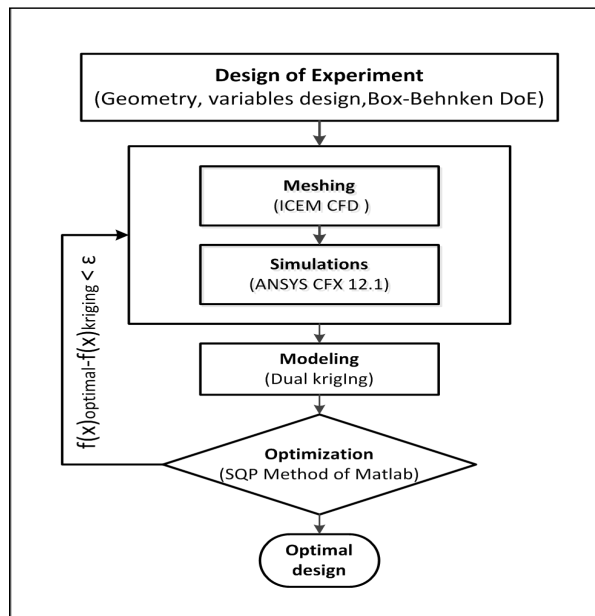 Design of Experiment
(Geometry, variables design,Box-Behnken DoE)
Meshing
(ICEM CFD )
Simulations
(ANSYS CFX 12.1)
f(x)optimal-f(x)kriging < ε
Modeling
(Dual krigIng)
Optimization
(SQP Method of Matlab)
Optimal
design